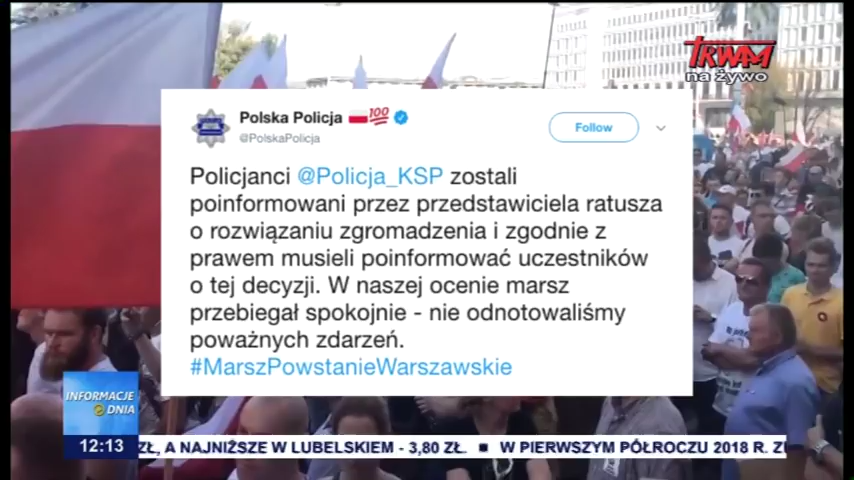 TRWAM
na żywo
Polska Policja 🇵🇱💯
@PolskaPolicja
Follow
Policjanci @Policja_KSP zostali
poinformowani przez przedstawiciela ratusza
o rozwiązaniu zgromadzenia i zgodnie z
prawem musieli poinformować uczestników
o tej decyzji. W naszej ocenie marsz
przebiegał spokojnie - nie odnotowaliśmy
poważnych zdarzeń.
#MarszPowstanieWarszawskie
INFORMACJE
DNIA
12:13 ZŁ, A NAJNIŻSZE W LUBELSKIEM - 3,80 ZŁ. ■ W PIERWSZYM PÓŁROCZU 2018 R.